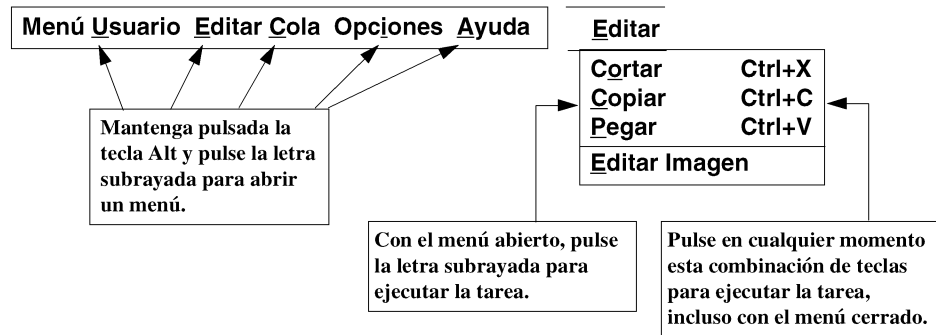 Menú Usuario Editar Cola Opciones Ayuda
Mantenga pulsada la
tecla Alt y pulse la letra
subrayada para abrir
un menú.
Editar
Cortar Ctrl+X
Copiar Ctrl+C
Pegar Ctrl+V
Editar Imagen
Con el menú abierto, pulse
la letra subrayada para
ejecutar la tarea.
Pulse en cualquier momento
esta combinación de teclas
para ejecutar la tarea,
incluso con el menú cerrado.